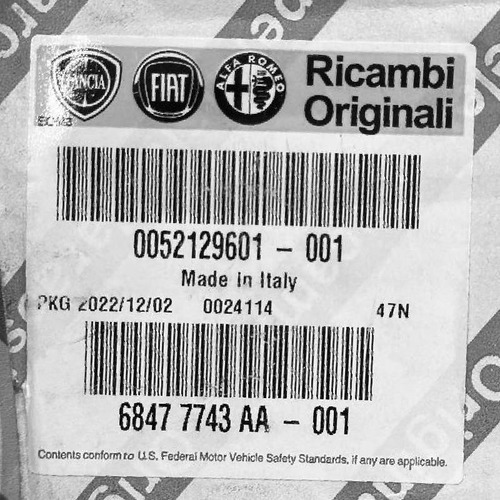 LANCIA FIAT ALFA ROMEO Ricambi
Originali
0052129601 - 001
Made in Italy
PKG 2022/12/02 0024114 47N
6847 7743 AA - 001
Contents conform to U.S. Federal Motor Vehicle Safety Standards, if any are applicable.